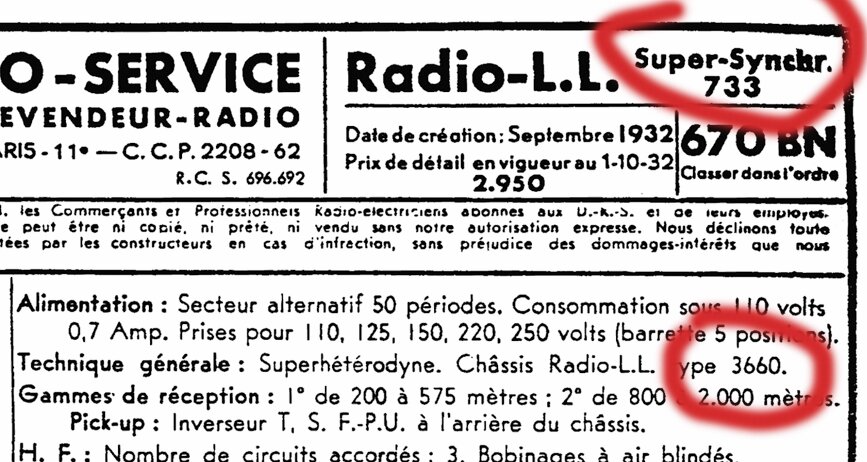 O-SERVICE
EVENDEUR-RADIO
ARIS-11ᵉ — C. C. P. 2208-62
R.C. S. 696.692
Radio-L.L.
Super-Synchr.
733
Date de création : Septembre 1932
Prix de détail en vigueur au 1-10-32
2.950
670 BN
Classer dans l'ordre
les Commerçants et Professionnels Radio-électriciens abonnés aux D.-R.-S. et de leurs employés.
e peut être ni copié, ni prêté, ni vendu sans notre autorisation expresse. Nous déclinons toute
tées par les constructeurs en cas d'infraction, sans préjudice des dommages-intérêts que nous
Alimentation : Secteur alternatif 50 périodes. Consommation sous 110 volts
0,7 Amp. Prises pour 110, 125, 150, 220, 250 volts (barrette 5 positions).
Technique générale : Superhétérodyne. Châssis Radio-L.L. ype 3660.
Gammes de réception : 1° de 200 à 575 mètres ; 2° de 800 à 2.000 mètres.
Pick-up : Inverseur T. S. F.-P.U. à l'arrière du châssis.
H. F. : Nombre de circuits accordés : 3. Bobinages à air blindés.